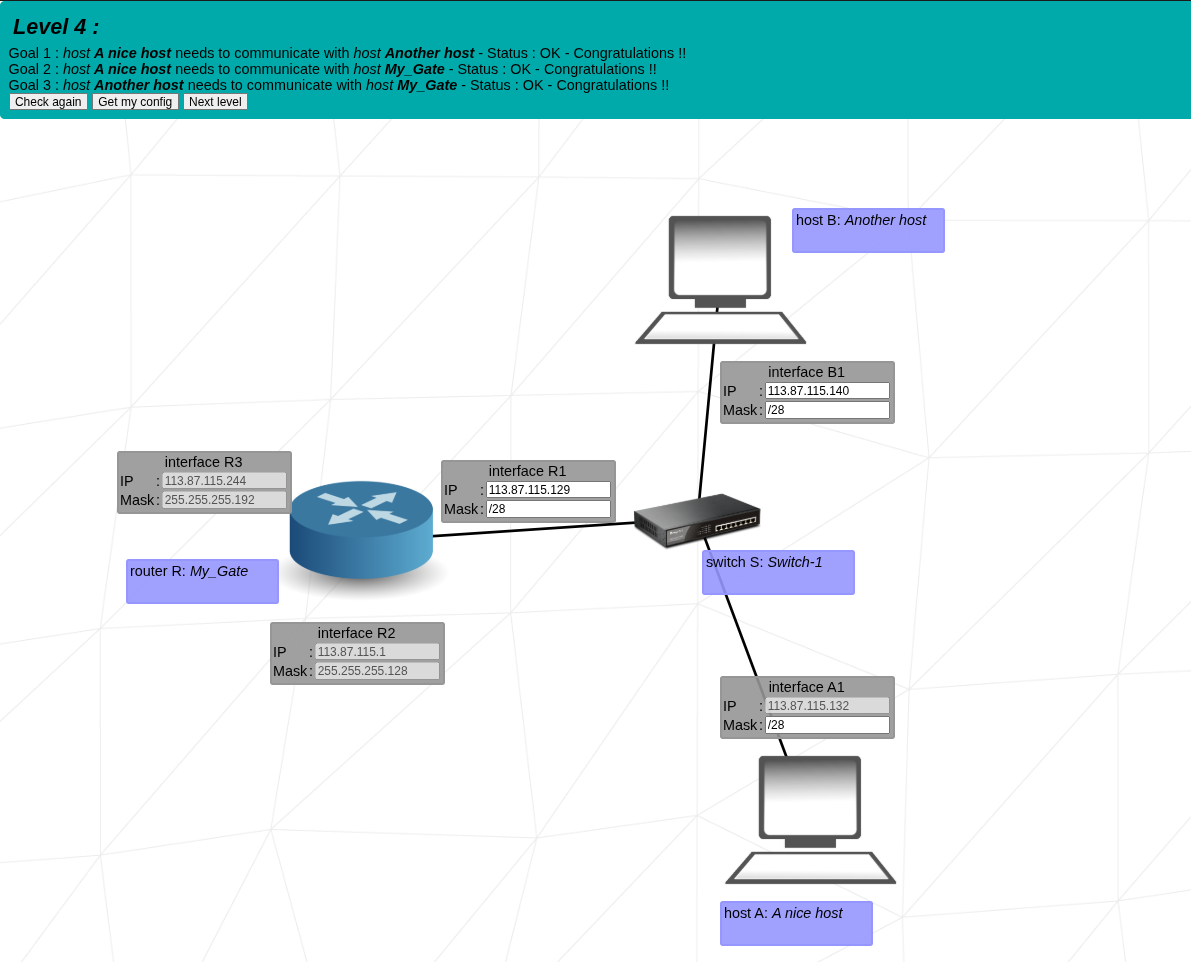 Level 4 :
Goal 1 : host A nice host needs to communicate with host Another host - Status : OK - Congratulations !!
Goal 2 : host A nice host needs to communicate with host My_Gate - Status : OK - Congratulations !!
Goal 3 : host Another host needs to communicate with host My_Gate - Status : OK - Congratulations !!
Check again Get my config Next level
host B: Another host
interface B1
IP : 113.87.115.140
Mask : /28
interface R3
IP : 113.87.115.244
Mask : 255.255.255.192
interface R1
IP : 113.87.115.129
Mask : /28
router R: My_Gate
switch S: Switch-1
interface R2
IP : 113.87.115.1
Mask : 255.255.255.128
interface A1
IP : 113.87.115.132
Mask : /28
host A: A nice host